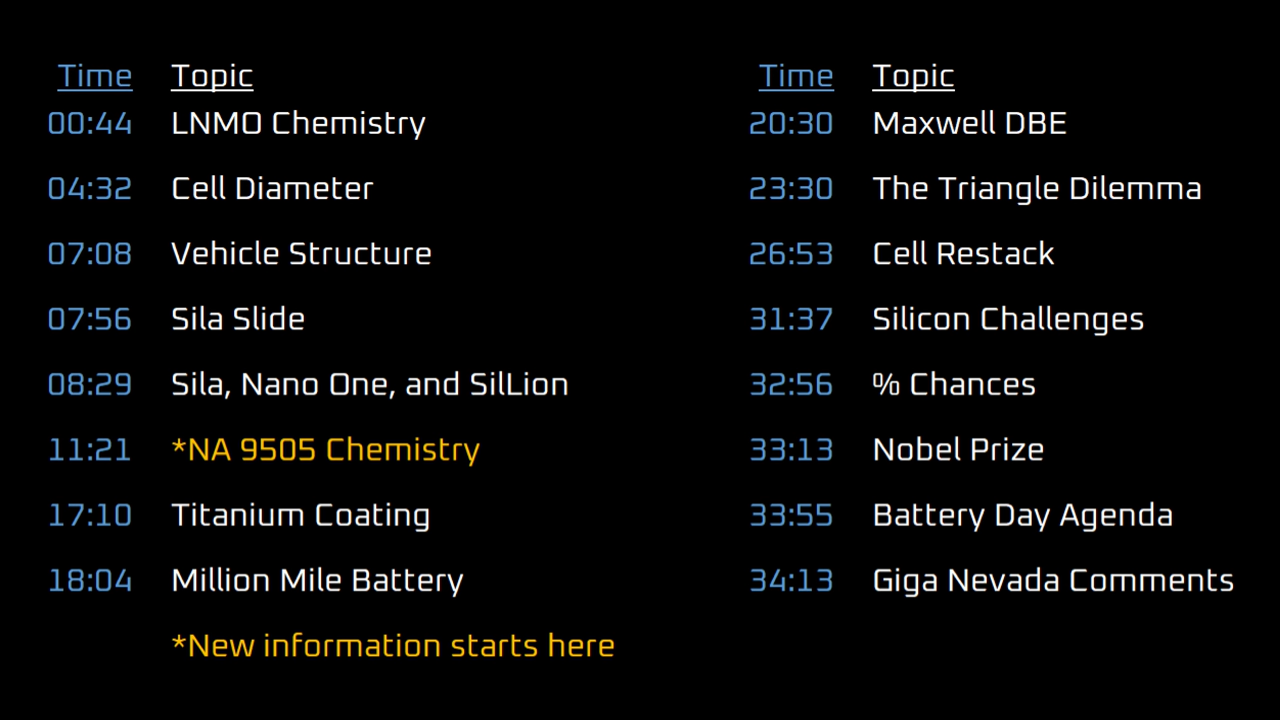 Time Topic
00:44 LNMO Chemistry
04:32 Cell Diameter
07:08 Vehicle Structure
07:56 Sila Slide
08:29 Sila, Nano One, and SilLion
11:21 *NA 9505 Chemistry
17:10 Titanium Coating
18:04 Million Mile Battery
*New information starts here
Time Topic
20:30 Maxwell DBE
23:30 The Triangle Dilemma
26:53 Cell Restack
31:37 Silicon Challenges
32:56 % Chances
33:13 Nobel Prize
33:55 Battery Day Agenda
34:13 Giga Nevada Comments